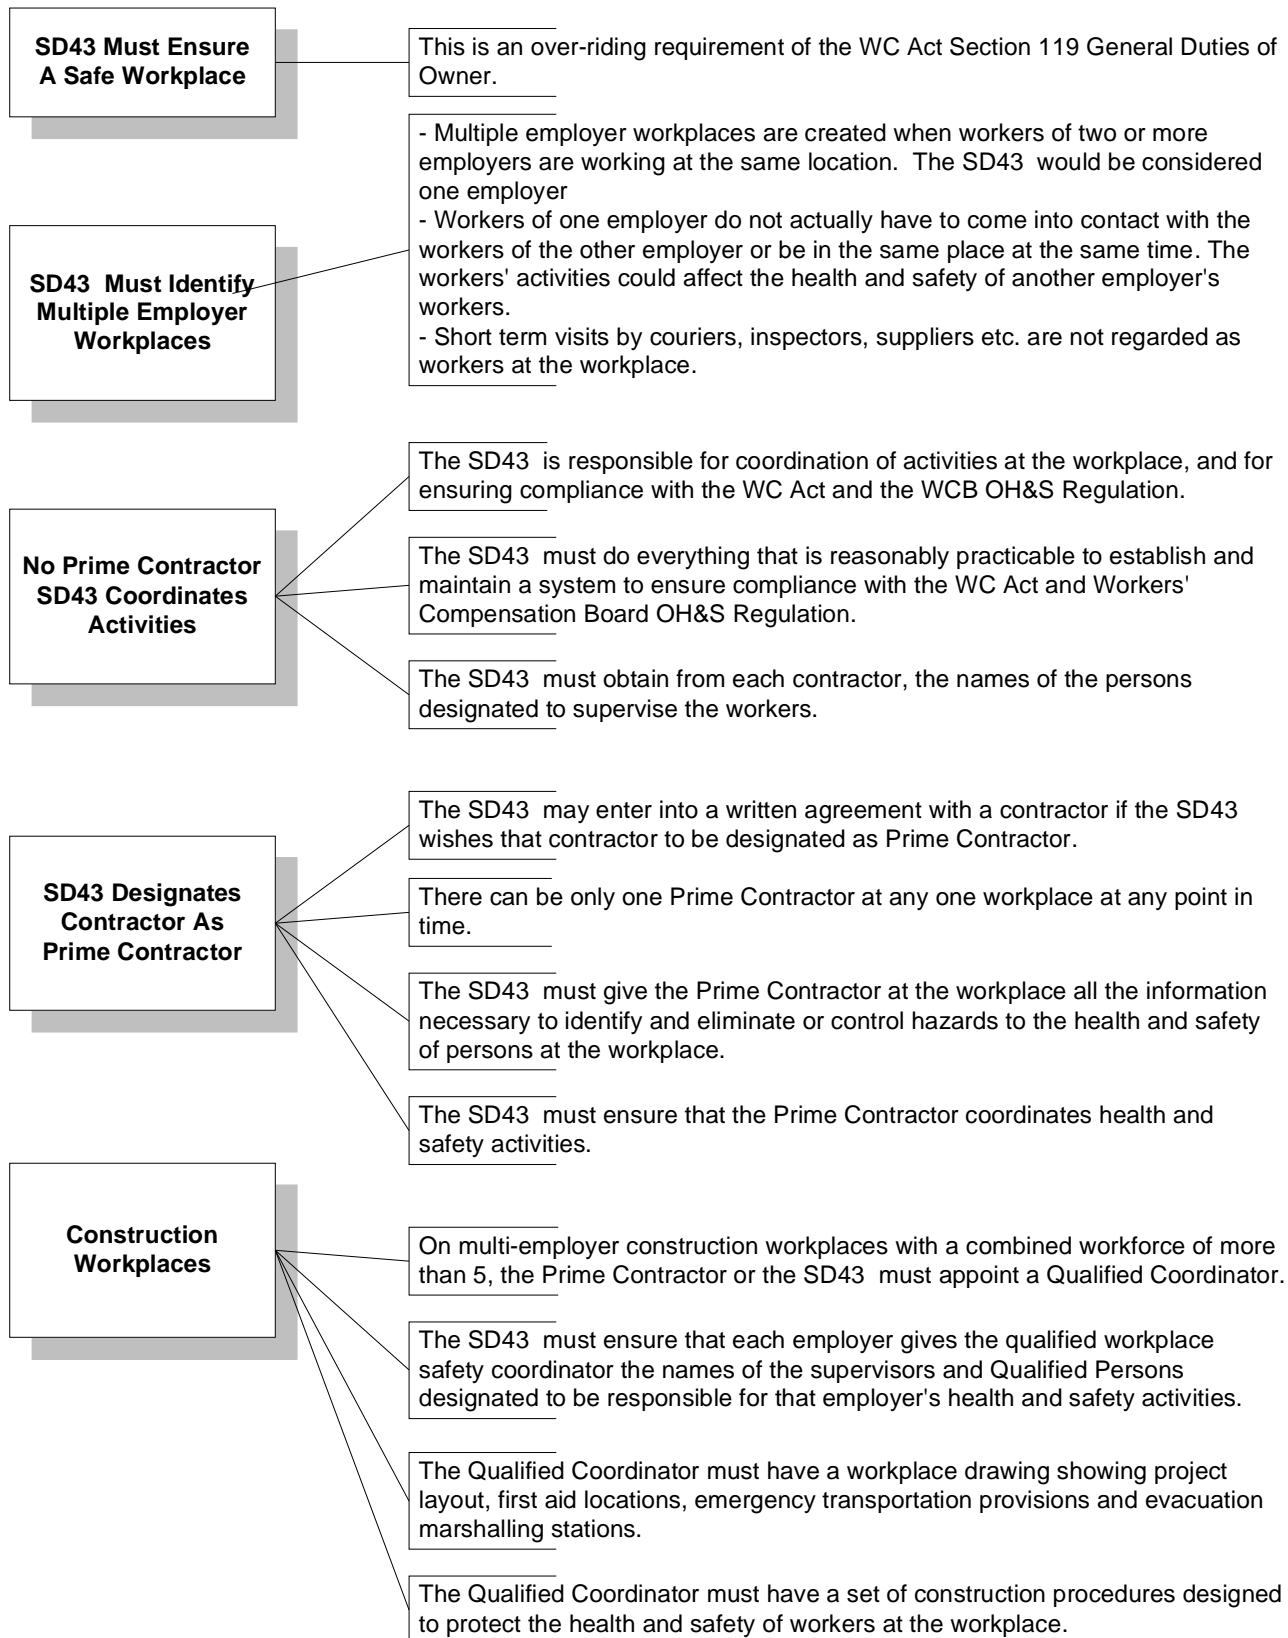 SD43 Must Ensure
A Safe Workplace
This is an over-riding requirement of the WC Act Section 119 General Duties of
Owner.
SD43 Must Identify
Multiple Employer
Workplaces
- Multiple employer workplaces are created when workers of two or more
employers are working at the same location. The SD43 would be considered
one employer
- Workers of one employer do not actually have to come into contact with the
workers of the other employer or be in the same place at the same time. The
workers' activities could affect the health and safety of another employer's
workers.
- Short term visits by couriers, inspectors, suppliers etc. are not regarded as
workers at the workplace.
No Prime Contractor
SD43 Coordinates
Activities
The SD43 is responsible for coordination of activities at the workplace, and for
ensuring compliance with the WC Act and the WCB OH&S Regulation.
The SD43 must do everything that is reasonably practicable to establish and
maintain a system to ensure compliance with the WC Act and Workers'
Compensation Board OH&S Regulation.
The SD43 must obtain from each contractor, the names of the persons
designated to supervise the workers.
SD43 Designates
Contractor As
Prime Contractor
The SD43 may enter into a written agreement with a contractor if the SD43
wishes that contractor to be designated as Prime Contractor.
There can be only one Prime Contractor at any one workplace at any point in
time.
The SD43 must give the Prime Contractor at the workplace all the information
necessary to identify and eliminate or control hazards to the health and safety
of persons at the workplace.
The SD43 must ensure that the Prime Contractor coordinates health and
safety activities.
Construction
Workplaces
On multi-employer construction workplaces with a combined workforce of more
than 5, the Prime Contractor or the SD43 must appoint a Qualified Coordinator.
The SD43 must ensure that each employer gives the qualified workplace
safety coordinator the names of the supervisors and Qualified Persons
designated to be responsible for that employer's health and safety activities.
The Qualified Coordinator must have a workplace drawing showing project
layout, first aid locations, emergency transportation provisions and evacuation
marshalling stations.
The Qualified Coordinator must have a set of construction procedures designed
to protect the health and safety of workers at the workplace.